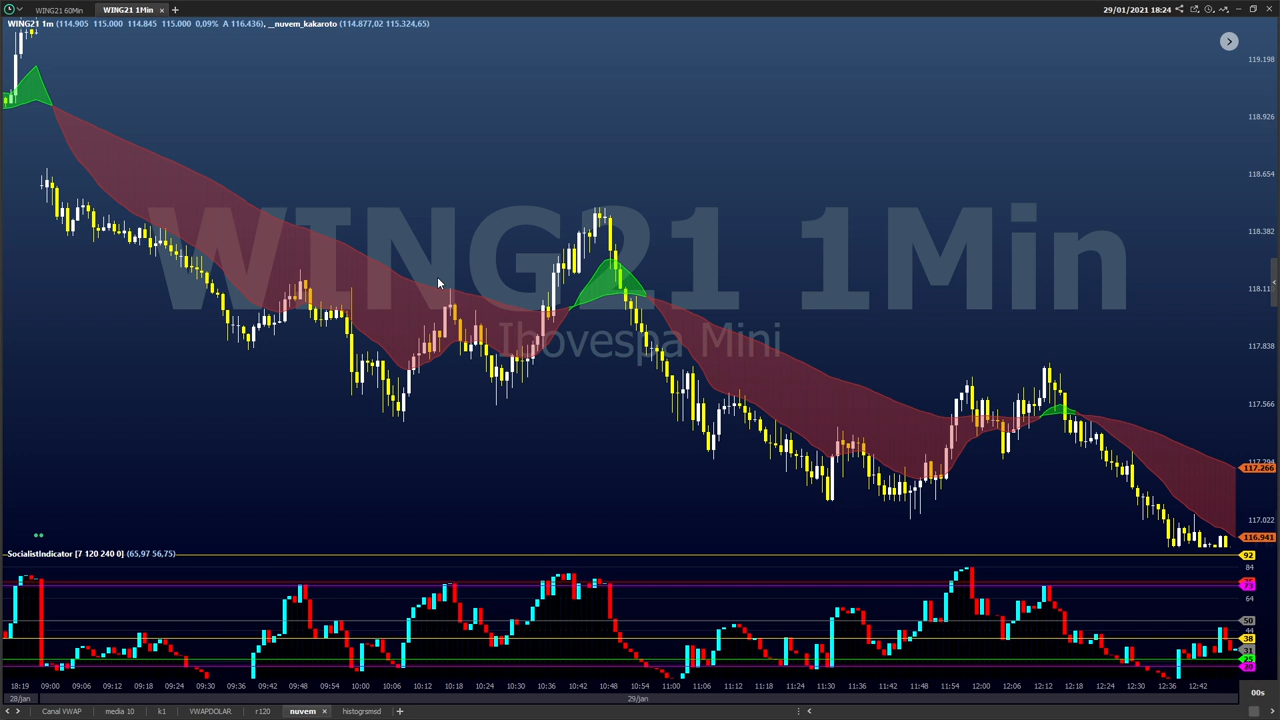 WING21 60Min
WING21 1Min
29/01/2021 18:24
WING21 1m (114.905 115.000 114.845 115.000 0,09% A 116.436), __nuvem_kakaroto (114.877,02 115.324,65)
WING21 1Min
Ibovespa Mini
119.198
118.926
118.654
118.382
118.11
117.838
117.566
117.294
117.266
117.022
116.941
SocialistIndicator [7 120 240 0] (65,97 56,75)
92
84
73
64
50
44
38
31
25
20
18:19 09:00 09:06 09:12 09:18 09:24 09:30 09:36 09:42 09:48 09:54 10:00 10:06 10:12 10:18 10:24 10:30 10:36 10:42 10:48 10:54 11:00 11:06 11:12 11:18 11:24 11:30 11:36 11:42 11:48 11:54 12:00 12:06 12:12 12:18 12:24 12:30 12:36 12:42
00s
28/jan
29/jan
Canal VWAP
media 10
k1
VWAPDOLAR
r120
nuvem
histogrsmsd